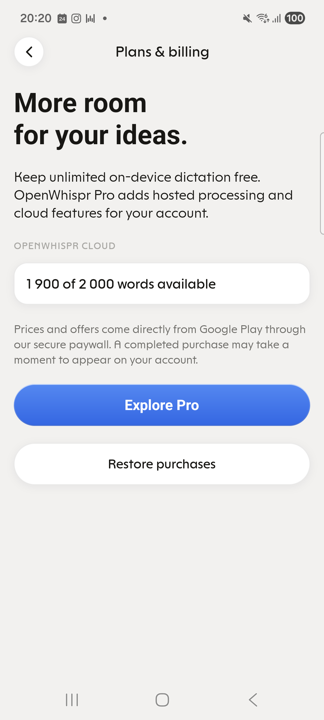 20:20
24
100
Plans & billing
More room
for your ideas.
Keep unlimited on-device dictation free.
OpenWhispr Pro adds hosted processing and
cloud features for your account.
OPENWHISPR CLOUD
1 900 of 2 000 words available
Prices and offers come directly from Google Play through
our secure paywall. A completed purchase may take a
moment to appear on your account.
Explore Pro
Restore purchases